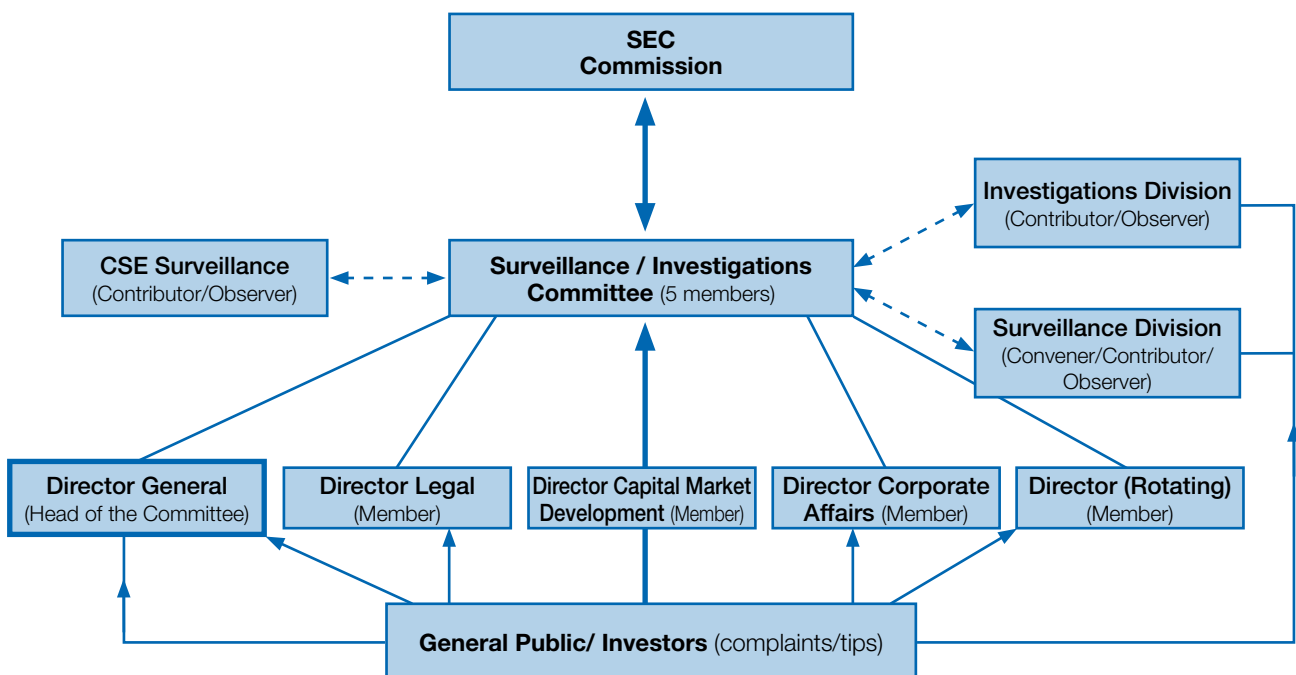 SEC
Commission
Investigations Division
(Contributor/Observer)
CSE Surveillance
(Contributor/Observer)
Surveillance / Investigations
Committee (5 members)
Surveillance Division
(Convener/Contributor/
Observer)
Director General
(Head of the Committee)
Director Legal
(Member)
Director Capital Market
Development (Member)
Director Corporate
Affairs (Member)
Director (Rotating)
(Member)
General Public/ Investors (complaints/tips)